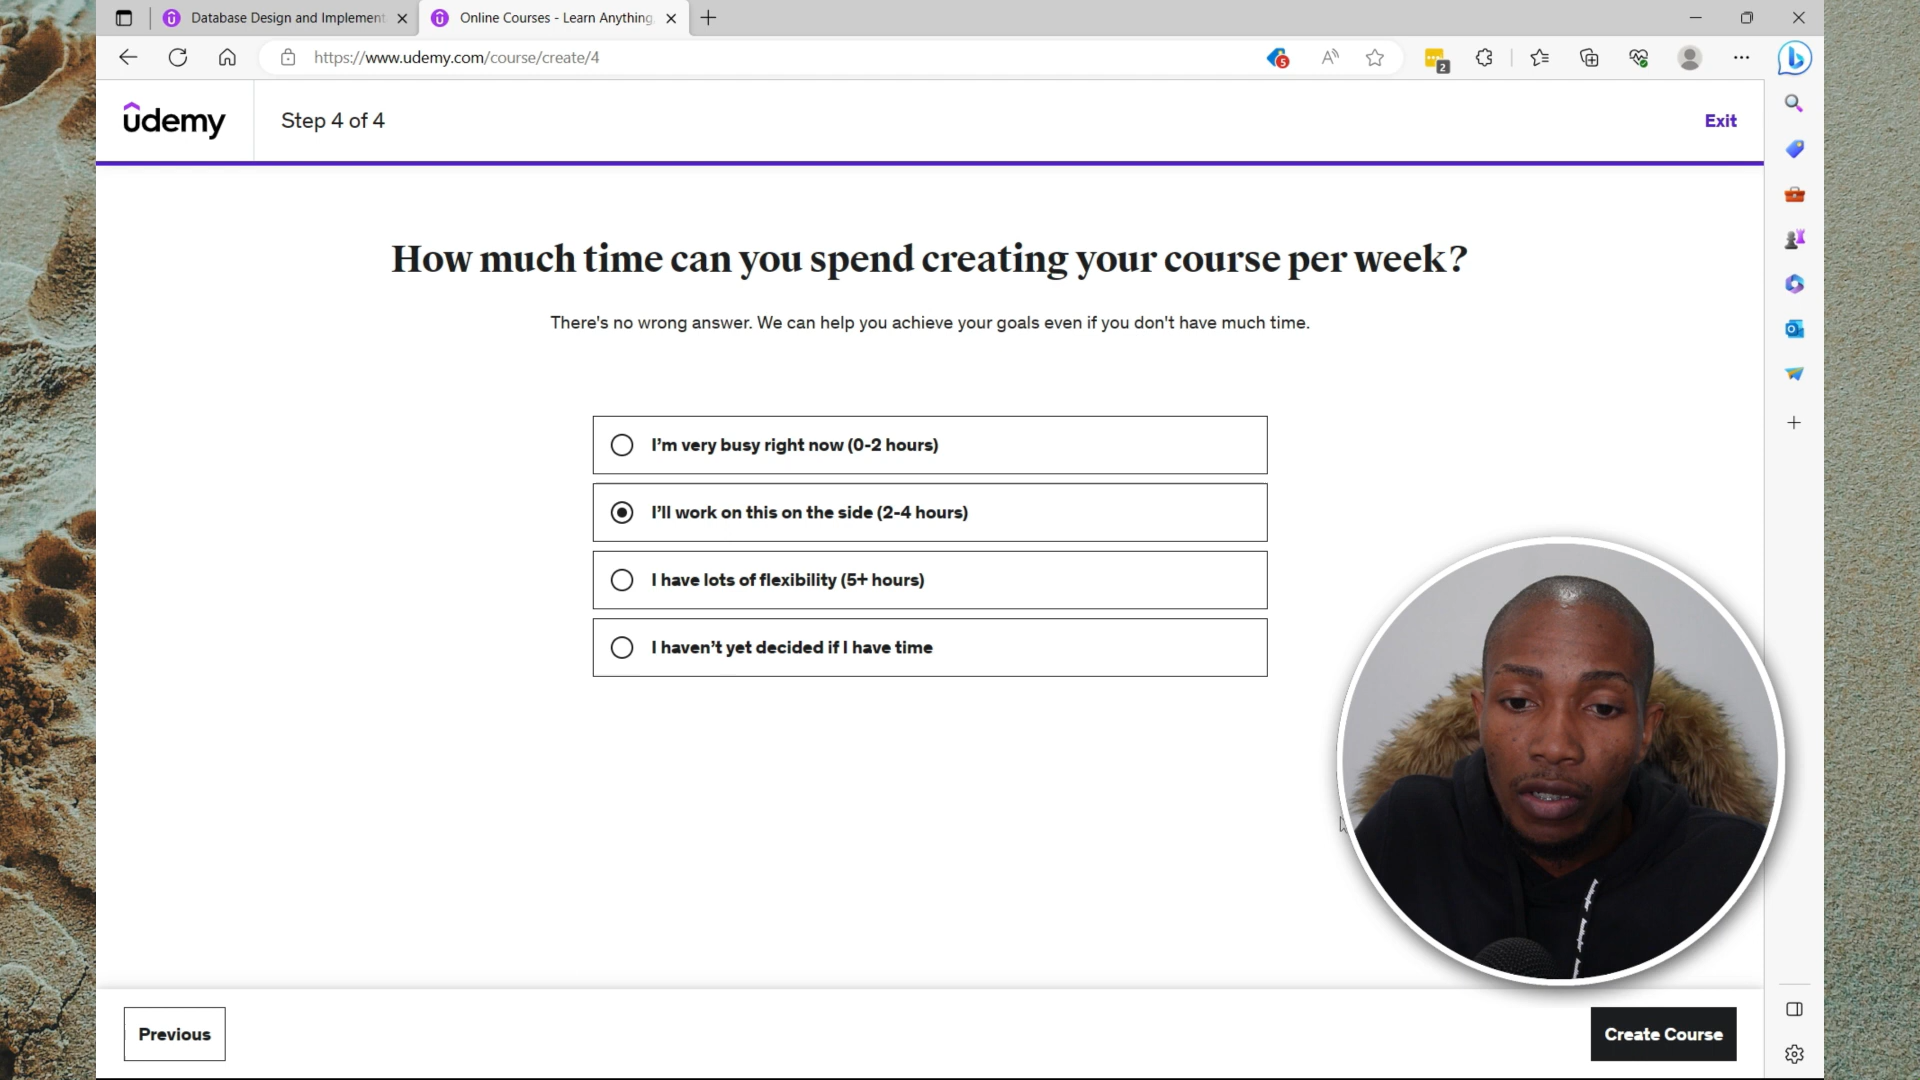 Database Design and Implement
Online Courses - Learn Anything
https://www.udemy.com/course/create/4
5
2
udemy
Step 4 of 4
Exit
How much time can you spend creating your course per week?
There's no wrong answer. We can help you achieve your goals even if you don't have much time.
I'm very busy right now (0-2 hours)
I'll work on this on the side (2-4 hours)
I have lots of flexibility (5+ hours)
I haven't yet decided if I have time
Previous
Create Course